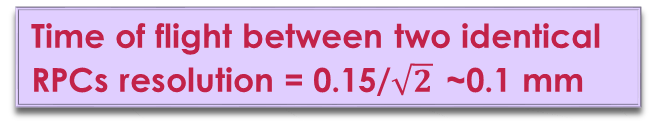 Time of flight between two identical
RPCs resolution = 0.15/√2 ~0.1 mm